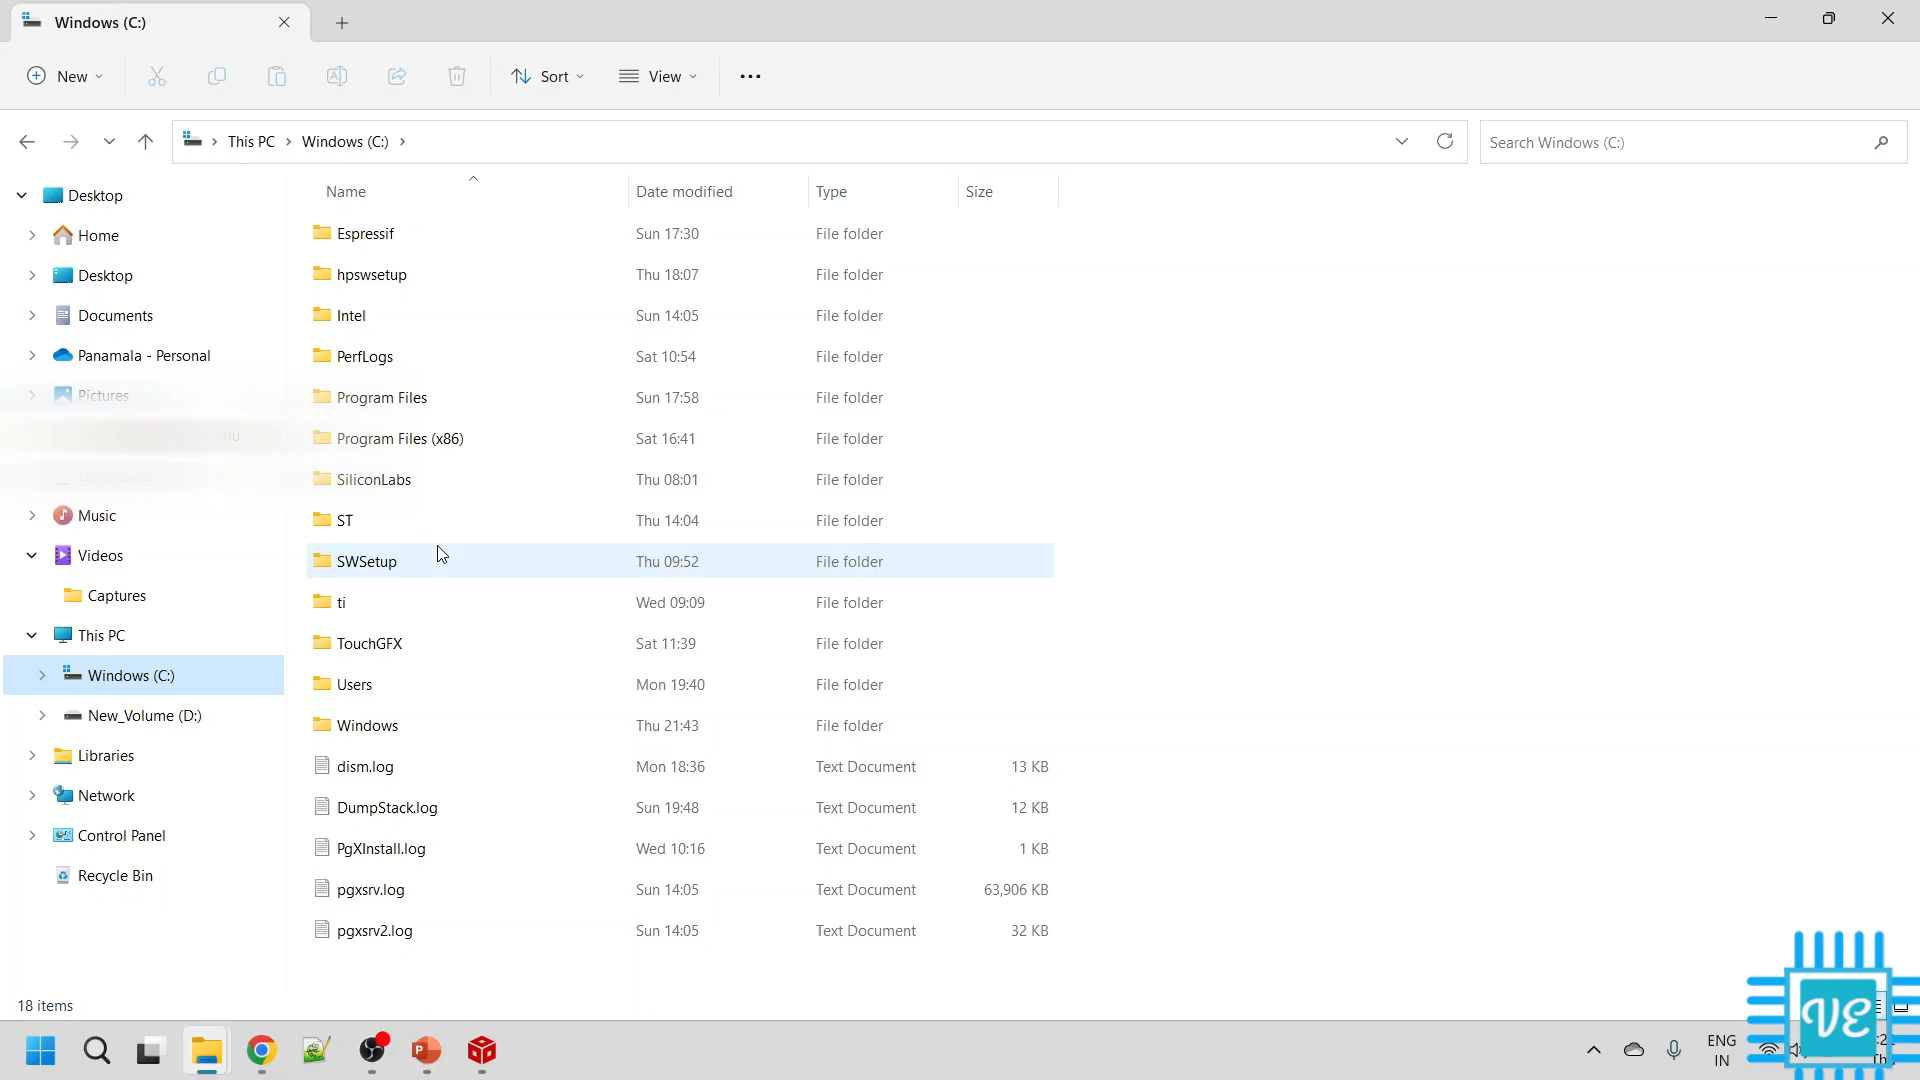 Windows (C:)
New
Sort
View
This PC
Windows (C:)
Search Windows (C:)
Desktop
Home
Desktop
Documents
Panamala - Personal
Pictures
Music
Videos
Captures
This PC
Windows (C:)
New_Volume (D:)
Libraries
Network
Control Panel
Recycle Bin
Name Date modified Type Size
Espressif Sun 17:30 File folder
hpswsetup Thu 18:07 File folder
Intel Sun 14:05 File folder
PerfLogs Sat 10:54 File folder
Program Files Sun 17:58 File folder
Program Files (x86) Sat 16:41 File folder
SiliconLabs Thu 08:01 File folder
ST Thu 14:04 File folder
SWSetup Thu 09:52 File folder
ti Wed 09:09 File folder
TouchGFX Sat 11:39 File folder
Users Mon 19:40 File folder
Windows Thu 21:43 File folder
dism.log Mon 18:36 Text Document 13 KB
DumpStack.log Sun 19:48 Text Document 12 KB
PgXInstall.log Wed 10:16 Text Document 1 KB
pgxsrv.log Sun 14:05 Text Document 63,906 KB
pgxsrv2.log Sun 14:05 Text Document 32 KB
18 items
ENG
IN
VE